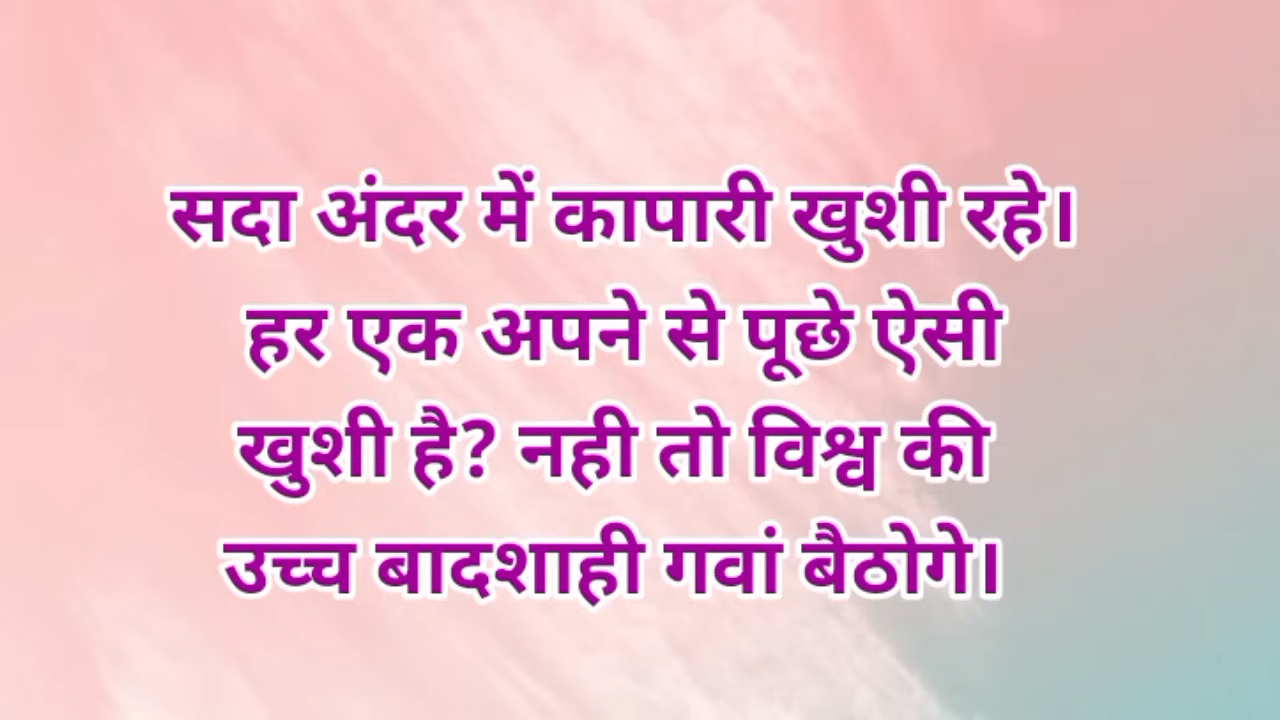 सदा अंदर में कापारी खुशी रहे।
हर एक अपने से पूछे ऐसी
खुशी है? नही तो विश्व की
उच्च बादशाही गवां बैठोगे।